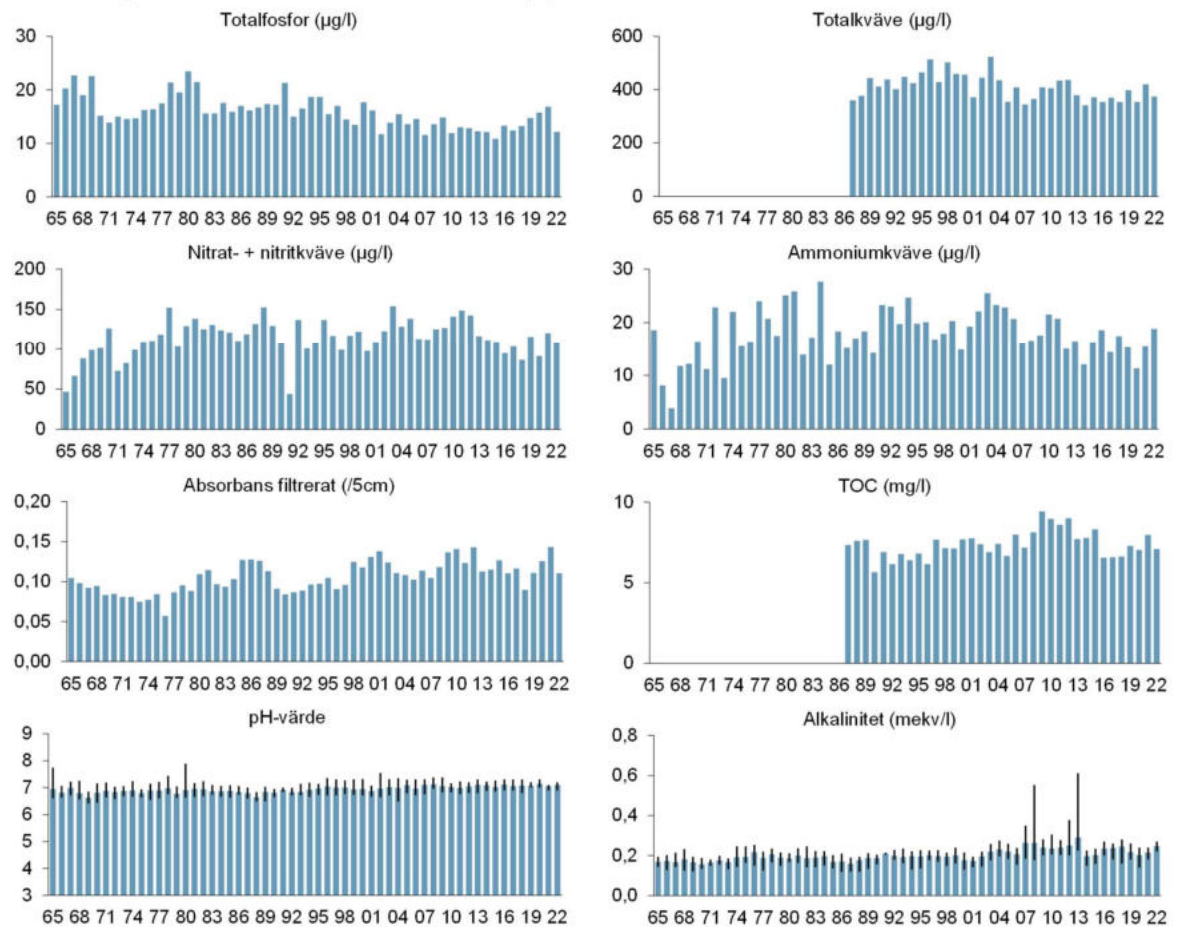 Totalfosfor (µg/l)
30
20
10
0
65 68 71 74 77 80 83 86 89 92 95 98 01 04 07 10 13 16 19 22
Totalkväve (µg/l)
600
400
200
0
65 68 71 74 77 80 83 86 89 92 95 98 01 04 07 10 13 16 19 22
Nitrat- + nitritkväve (µg/l)
200
150
100
50
0
65 68 71 74 77 80 83 86 89 92 95 98 01 04 07 10 13 16 19 22
Ammoniumkväve (µg/l)
30
20
10
0
65 68 71 74 77 80 83 86 89 92 95 98 01 04 07 10 13 16 19 22
Absorbans filtrerat (/5cm)
0,20
0,15
0,10
0,05
0,00
65 68 71 74 77 80 83 86 89 92 95 98 01 04 07 10 13 16 19 22
TOC (mg/l)
10
5
0
65 68 71 74 77 80 83 86 89 92 95 98 01 04 07 10 13 16 19 22
pH-värde
9
8
7
6
5
4
3
65 68 71 74 77 80 83 86 89 92 95 98 01 04 07 10 13 16 19 22
Alkalinitet (mekv/l)
0,8
0,6
0,4
0,2
0,0
65 68 71 74 77 80 83 86 89 92 95 98 01 04 07 10 13 16 19 22